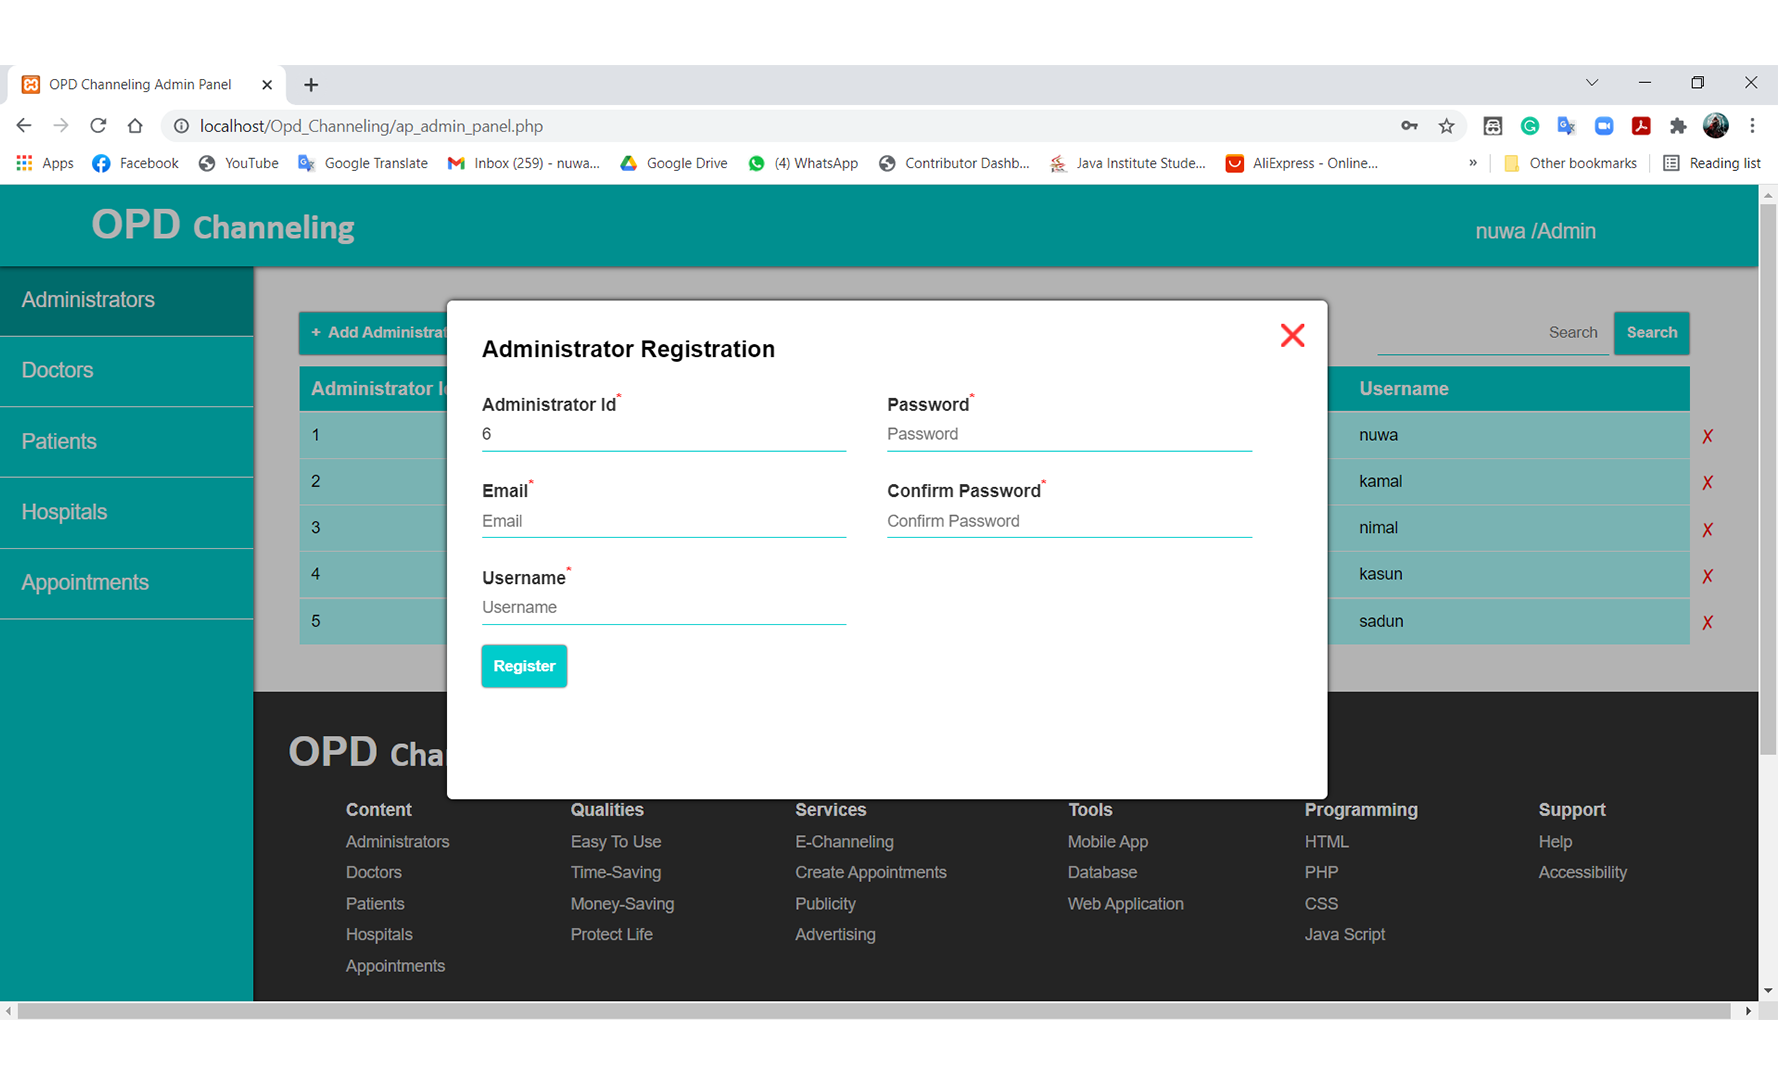 OPD Channeling Admin Panel
localhost/Opd_Channeling/ap_admin_panel.php
Apps Facebook YouTube Google Translate Inbox (259) - nuwa... Google Drive (4) WhatsApp Contributor Dashb... Java Institute Stude... AliExpress - Online... » Other bookmarks Reading list
OPD Channeling
nuwa /Admin
Administrators
Doctors
Patients
Hospitals
Appointments
+ Add Administrat
Search Search
Administrator I
Username
1 nuwa X
2 kamal X
3 nimal X
4 kasun X
5 sadun X
Administrator Registration
Administrator Id*
6
Password*
Password
Email*
Email
Confirm Password*
Confirm Password
Username*
Username
Register
OPD Cha
Content
Administrators
Doctors
Patients
Hospitals
Appointments
Qualities
Easy To Use
Time-Saving
Money-Saving
Protect Life
Services
E-Channeling
Create Appointments
Publicity
Advertising
Tools
Mobile App
Database
Web Application
Programming
HTML
PHP
CSS
Java Script
Support
Help
Accessibility